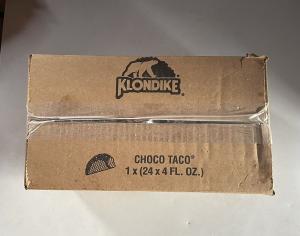 KLONDIKE®
CHOCO TACO®
1 x (24 x 4 FL. OZ.)